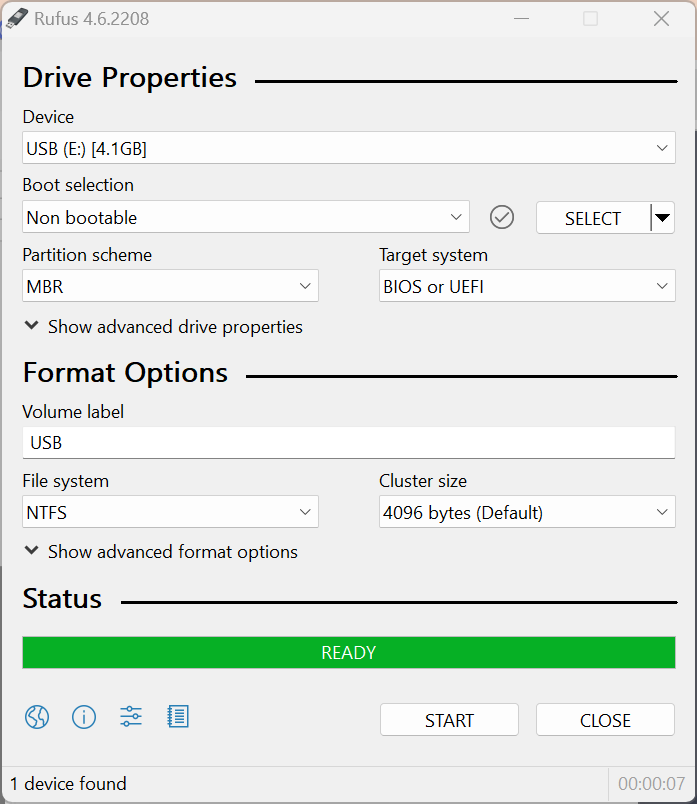 Rufus 4.6.2208
Drive Properties
Device
USB (E:) [4.1GB]
Boot selection
Non bootable
SELECT
Partition scheme
Target system
MBR
BIOS or UEFI
Show advanced drive properties
Format Options
Volume label
USB
File system
Cluster size
NTFS
4096 bytes (Default)
Show advanced format options
Status
READY
START
CLOSE
1 device found
00:00:07